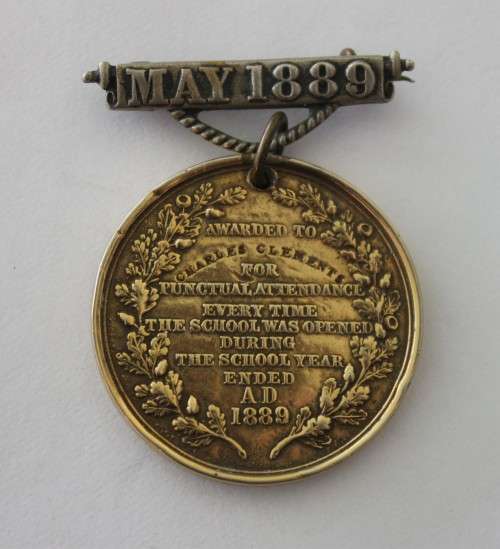 MAY 1889
AWARDED TO
CHARLES CLEMENTS
FOR
PUNCTUAL ATTENDANCE
EVERY TIME
THE SCHOOL WAS OPENED
DURING
THE SCHOOL YEAR
ENDED
AD
1889